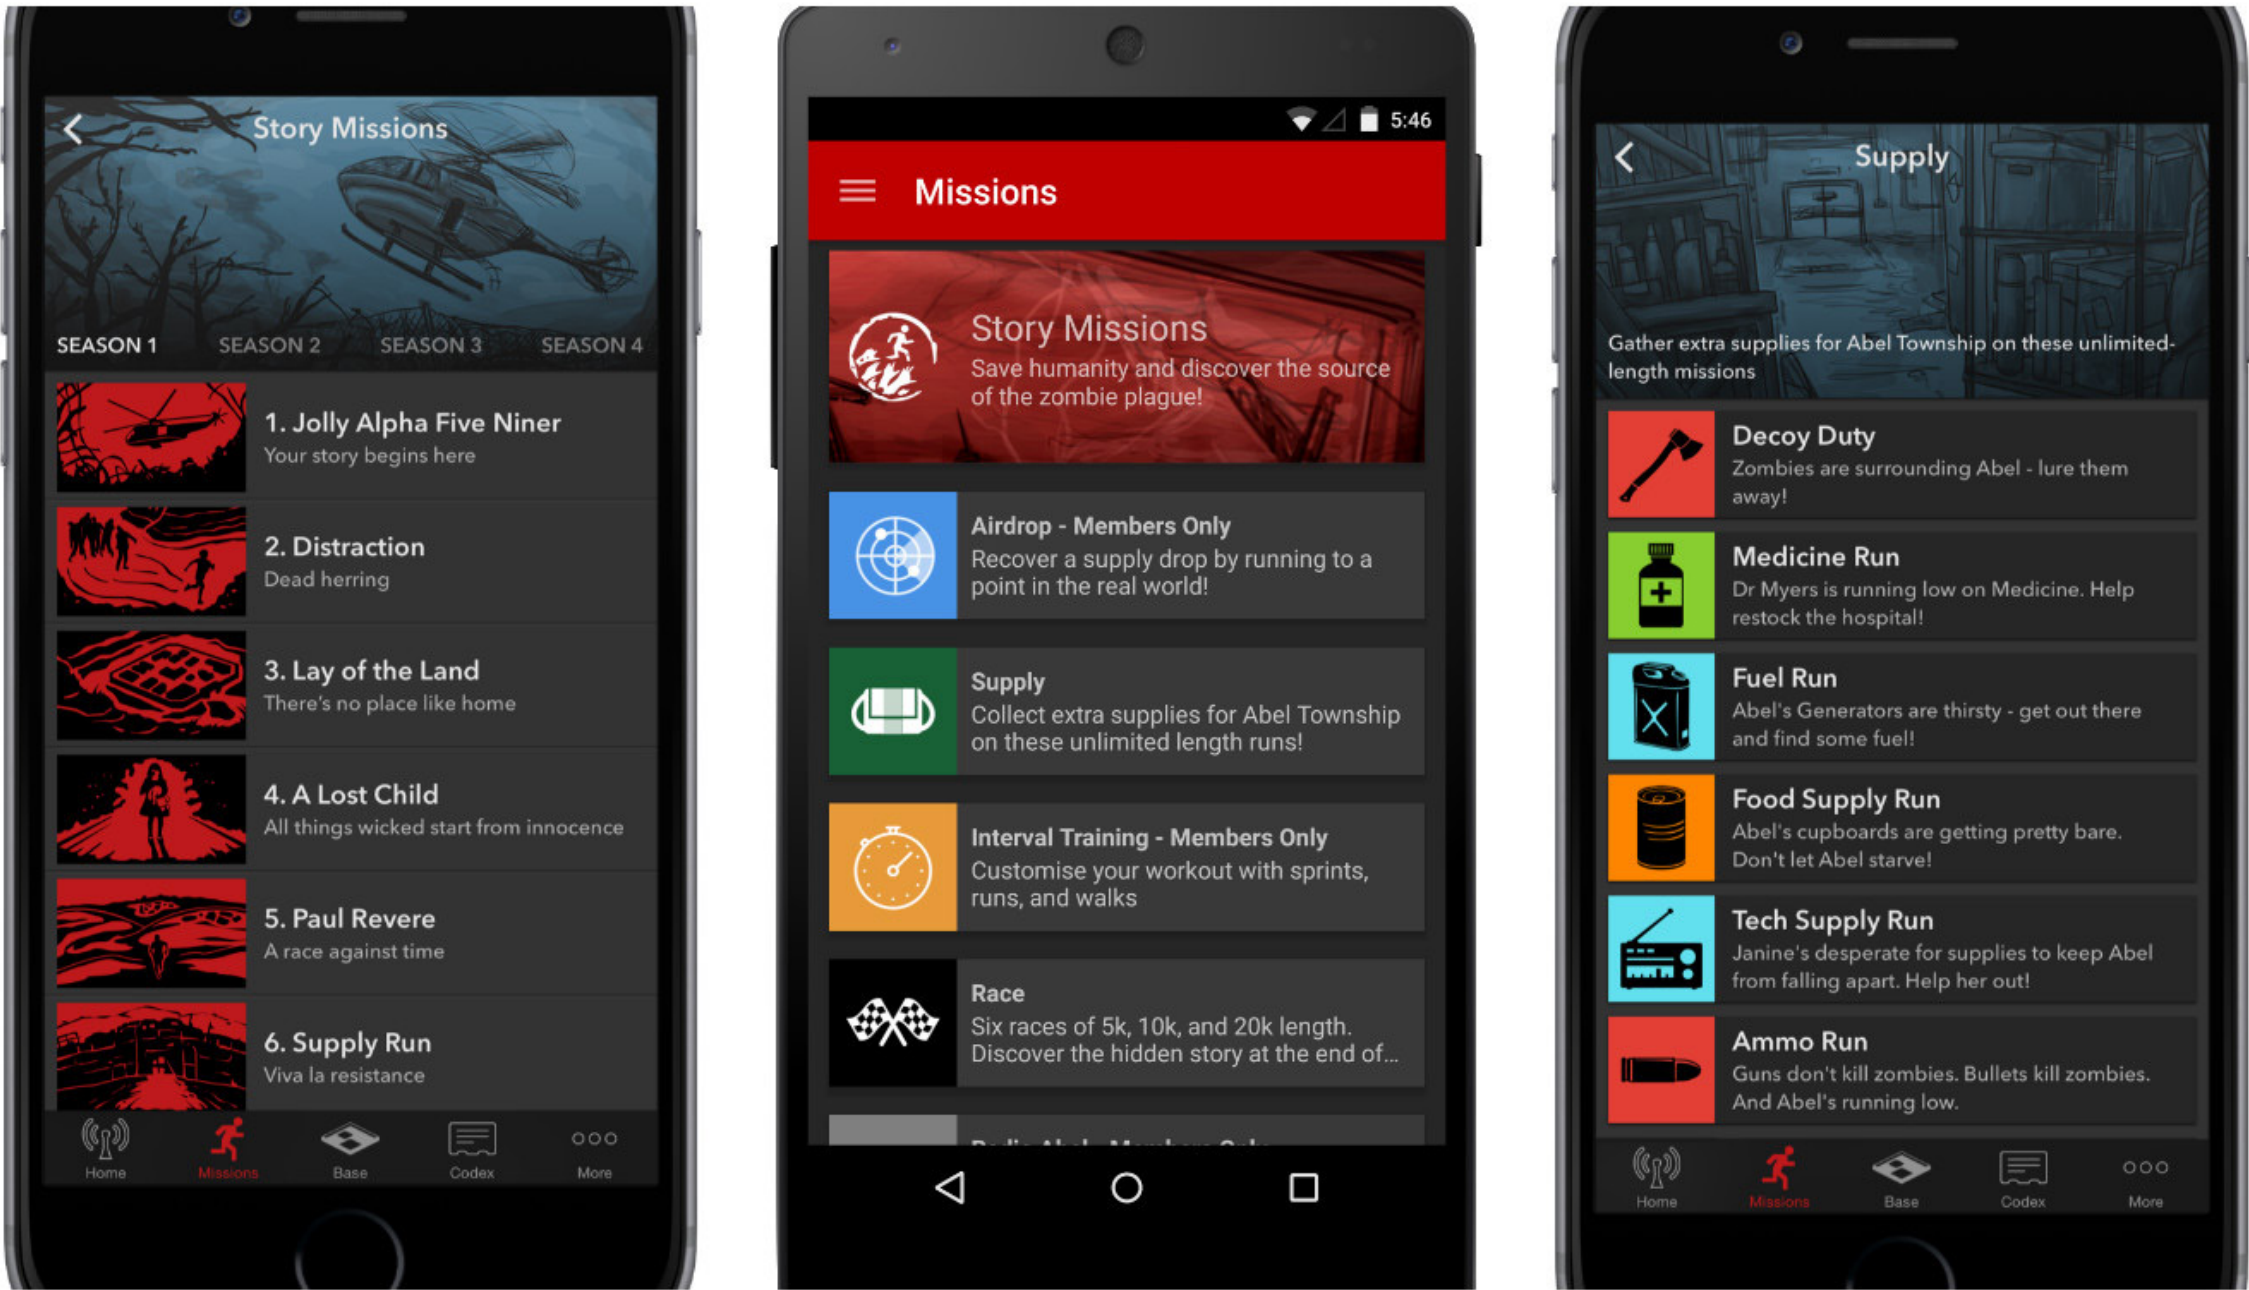 Story Missions
SEASON 1
SEASON 2
SEASON 3
SEASON 4
1. Jolly Alpha Five Niner
Your story begins here
2. Distraction
Dead herring
3. Lay of the Land
There's no place like home
4. A Lost Child
All things wicked start from innocence
5. Paul Revere
A race against time
6. Supply Run
Viva la resistance
Home
Missions
Base
Codex
More
5:46
Missions
Story Missions
Save humanity and discover the source
of the zombie plague!
Airdrop - Members Only
Recover a supply drop by running to a
point in the real world!
Supply
Collect extra supplies for Abel Township
on these unlimited length runs!
Interval Training - Members Only
Customise your workout with sprints,
runs, and walks
Race
Six races of 5k, 10k, and 20k length.
Discover the hidden story at the end of...
Radio Abel - Members Only
Supply
Gather extra supplies for Abel Township on these unlimited-
length missions
Decoy Duty
Zombies are surrounding Abel - lure them
away!
Medicine Run
Dr Myers is running low on Medicine. Help
restock the hospital!
Fuel Run
Abel's Generators are thirsty - get out there
and find some fuel!
Food Supply Run
Abel's cupboards are getting pretty bare.
Don't let Abel starve!
Tech Supply Run
Janine's desperate for supplies to keep Abel
from falling apart. Help her out!
Ammo Run
Guns don't kill zombies. Bullets kill zombies.
And Abel's running low.
Home
Missions
Base
Codex
More